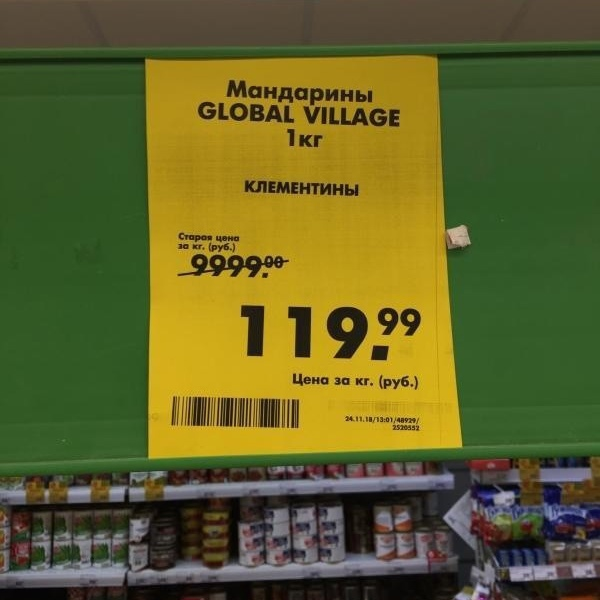 Мандарины
GLOBAL VILLAGE
1кг
КЛЕМЕНТИНЫ
Старая цена
за кг. (руб.)
9999.00
119.99
Цена за кг. (руб.)
24.11.18/15:01/48929/
2520552